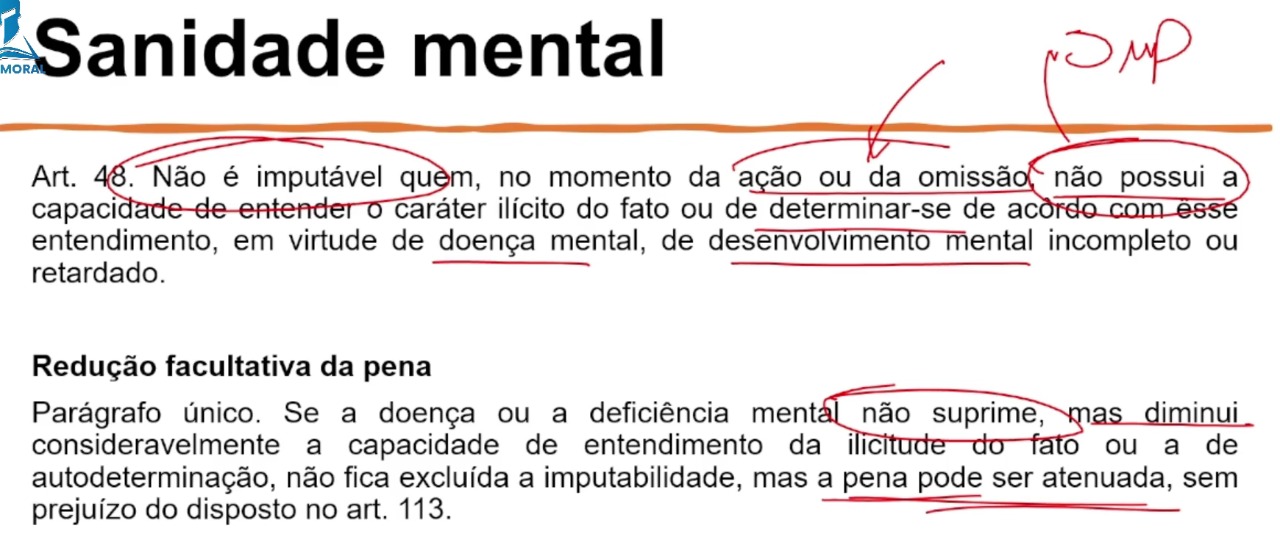 Sanidade mental
MORAL
Art. 48. Não é imputável quem, no momento da ação ou da omissão, não possui a
capacidade de entender o caráter ilícito do fato ou de determinar-se de acôrdo com êsse
entendimento, em virtude de doença mental, de desenvolvimento mental incompleto ou
retardado.
Redução facultativa da pena
Parágrafo único. Se a doença ou a deficiência mental não suprime, mas diminui
consideravelmente a capacidade de entendimento da ilicitude do fato ou a de
autodeterminação, não fica excluída a imputabilidade, mas a pena pode ser atenuada, sem
prejuízo do disposto no art. 113.